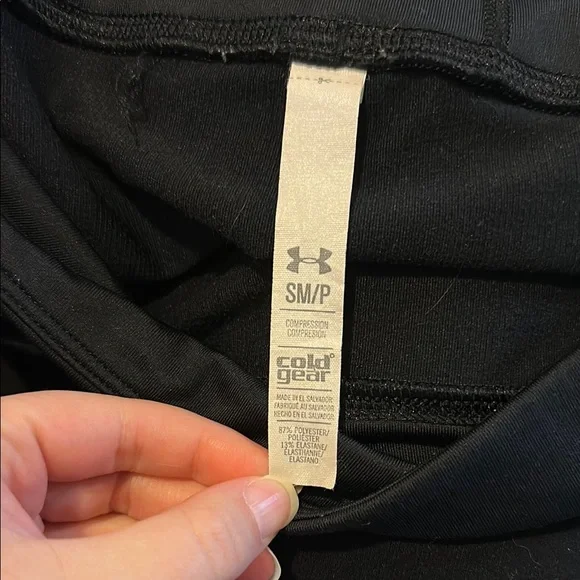 SM/P
COMPRESSION
COMPRESIÓN
cold
gear
MADE IN EL SALVADOR
FABRIQUÉ AU SALVADOR
HECHO EN EL SALVADOR
87% POLYESTER/
POLIÉSTER
13% ELASTANE/
ELASTHANNE/
ELASTANO